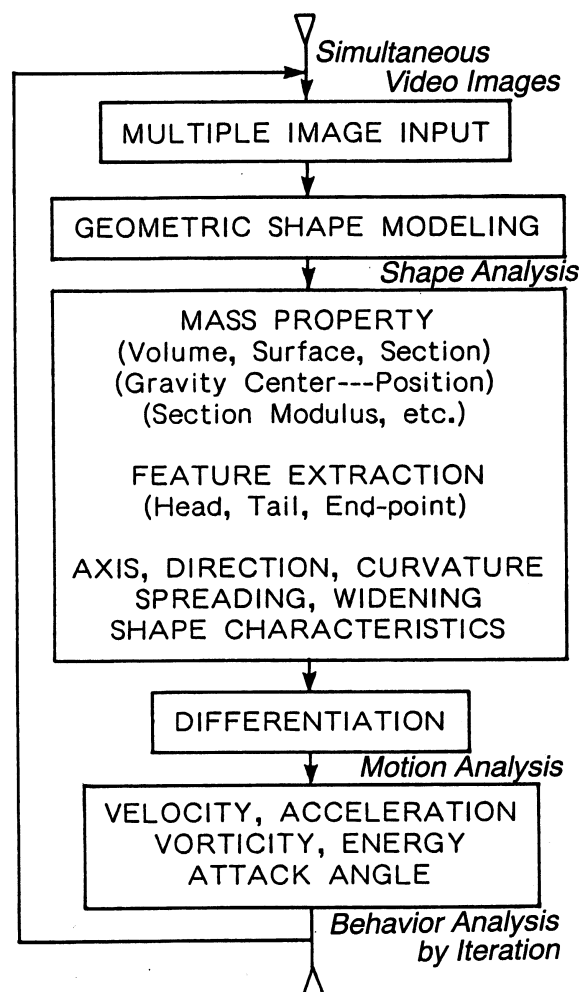 Simultaneous
Video Images
MULTIPLE IMAGE INPUT
GEOMETRIC SHAPE MODELING
Shape Analysis
MASS PROPERTY
(Volume, Surface, Section)
(Gravity Center---Position)
(Section Modulus, etc.)
FEATURE EXTRACTION
(Head, Tail, End-point)
AXIS, DIRECTION, CURVATURE
SPREADING, WIDENING
SHAPE CHARACTERISTICS
DIFFERENTIATION
Motion Analysis
VELOCITY, ACCELERATION
VORTICITY, ENERGY
ATTACK ANGLE
Behavior Analysis
by Iteration